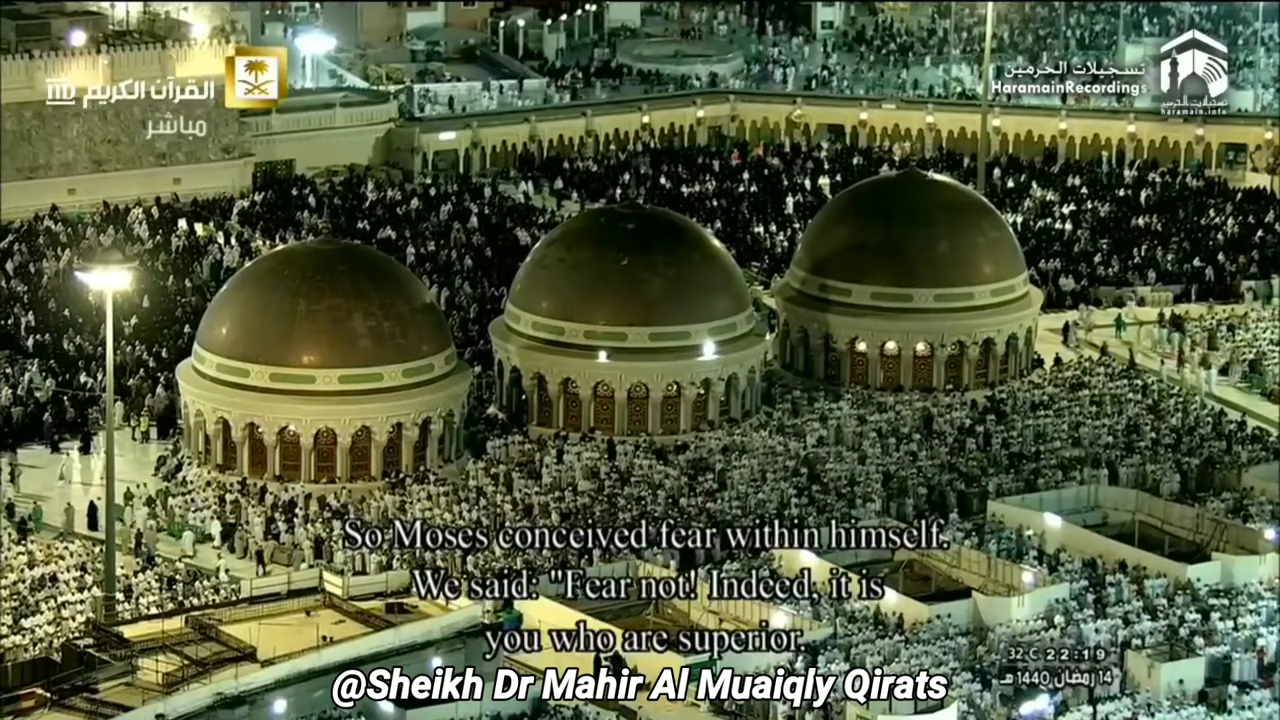 القرآن الكريم
مباشر
تسجيلات الحرمين
HaramainRecordings
تسجيلات الحرمين
haramain.info
So Moses conceived fear within himself.
We said: "Fear not! Indeed, it is
you who are superior.
32 C 22:19
14 رمضان 1440 هـ
@Sheikh Dr Mahir Al Muaiqly Qirats